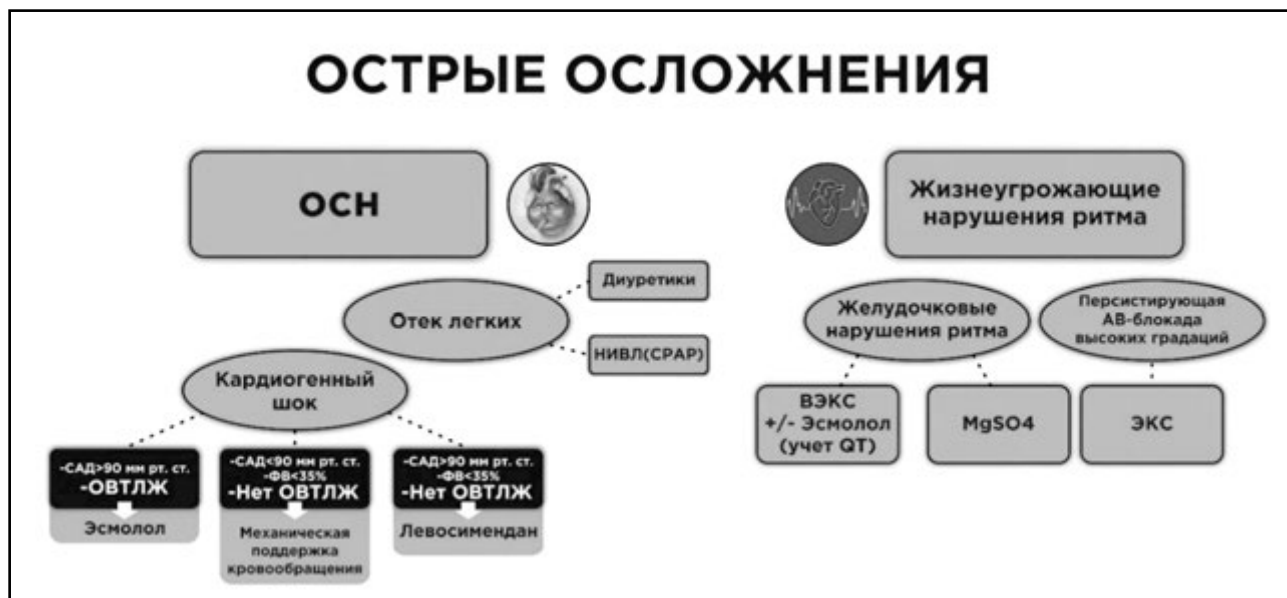 ОСТРЫЕ ОСЛОЖНЕНИЯ
ОСН
Отек легких
Диуретики
НИВЛ(CPAP)
Кардиогенный
шок
-САД>90 мм рт. ст.
-ОВТЛЖ
Эсмолол
-САД<90 мм рт. ст.
-ФВ<35%
-Нет ОВТЛЖ
Механическая
поддержка
кровообращения
-САД>90 мм рт. ст.
-ФВ<35%
-Нет ОВТЛЖ
Левосимендан
Жизнеугрожающие
нарушения ритма
Желудочковые
нарушения ритма
ВЭКС
+/- Эсмолол
(учет QT)
MgSO4
Персистирующая
АВ-блокада
высоких градаций
ЭКС